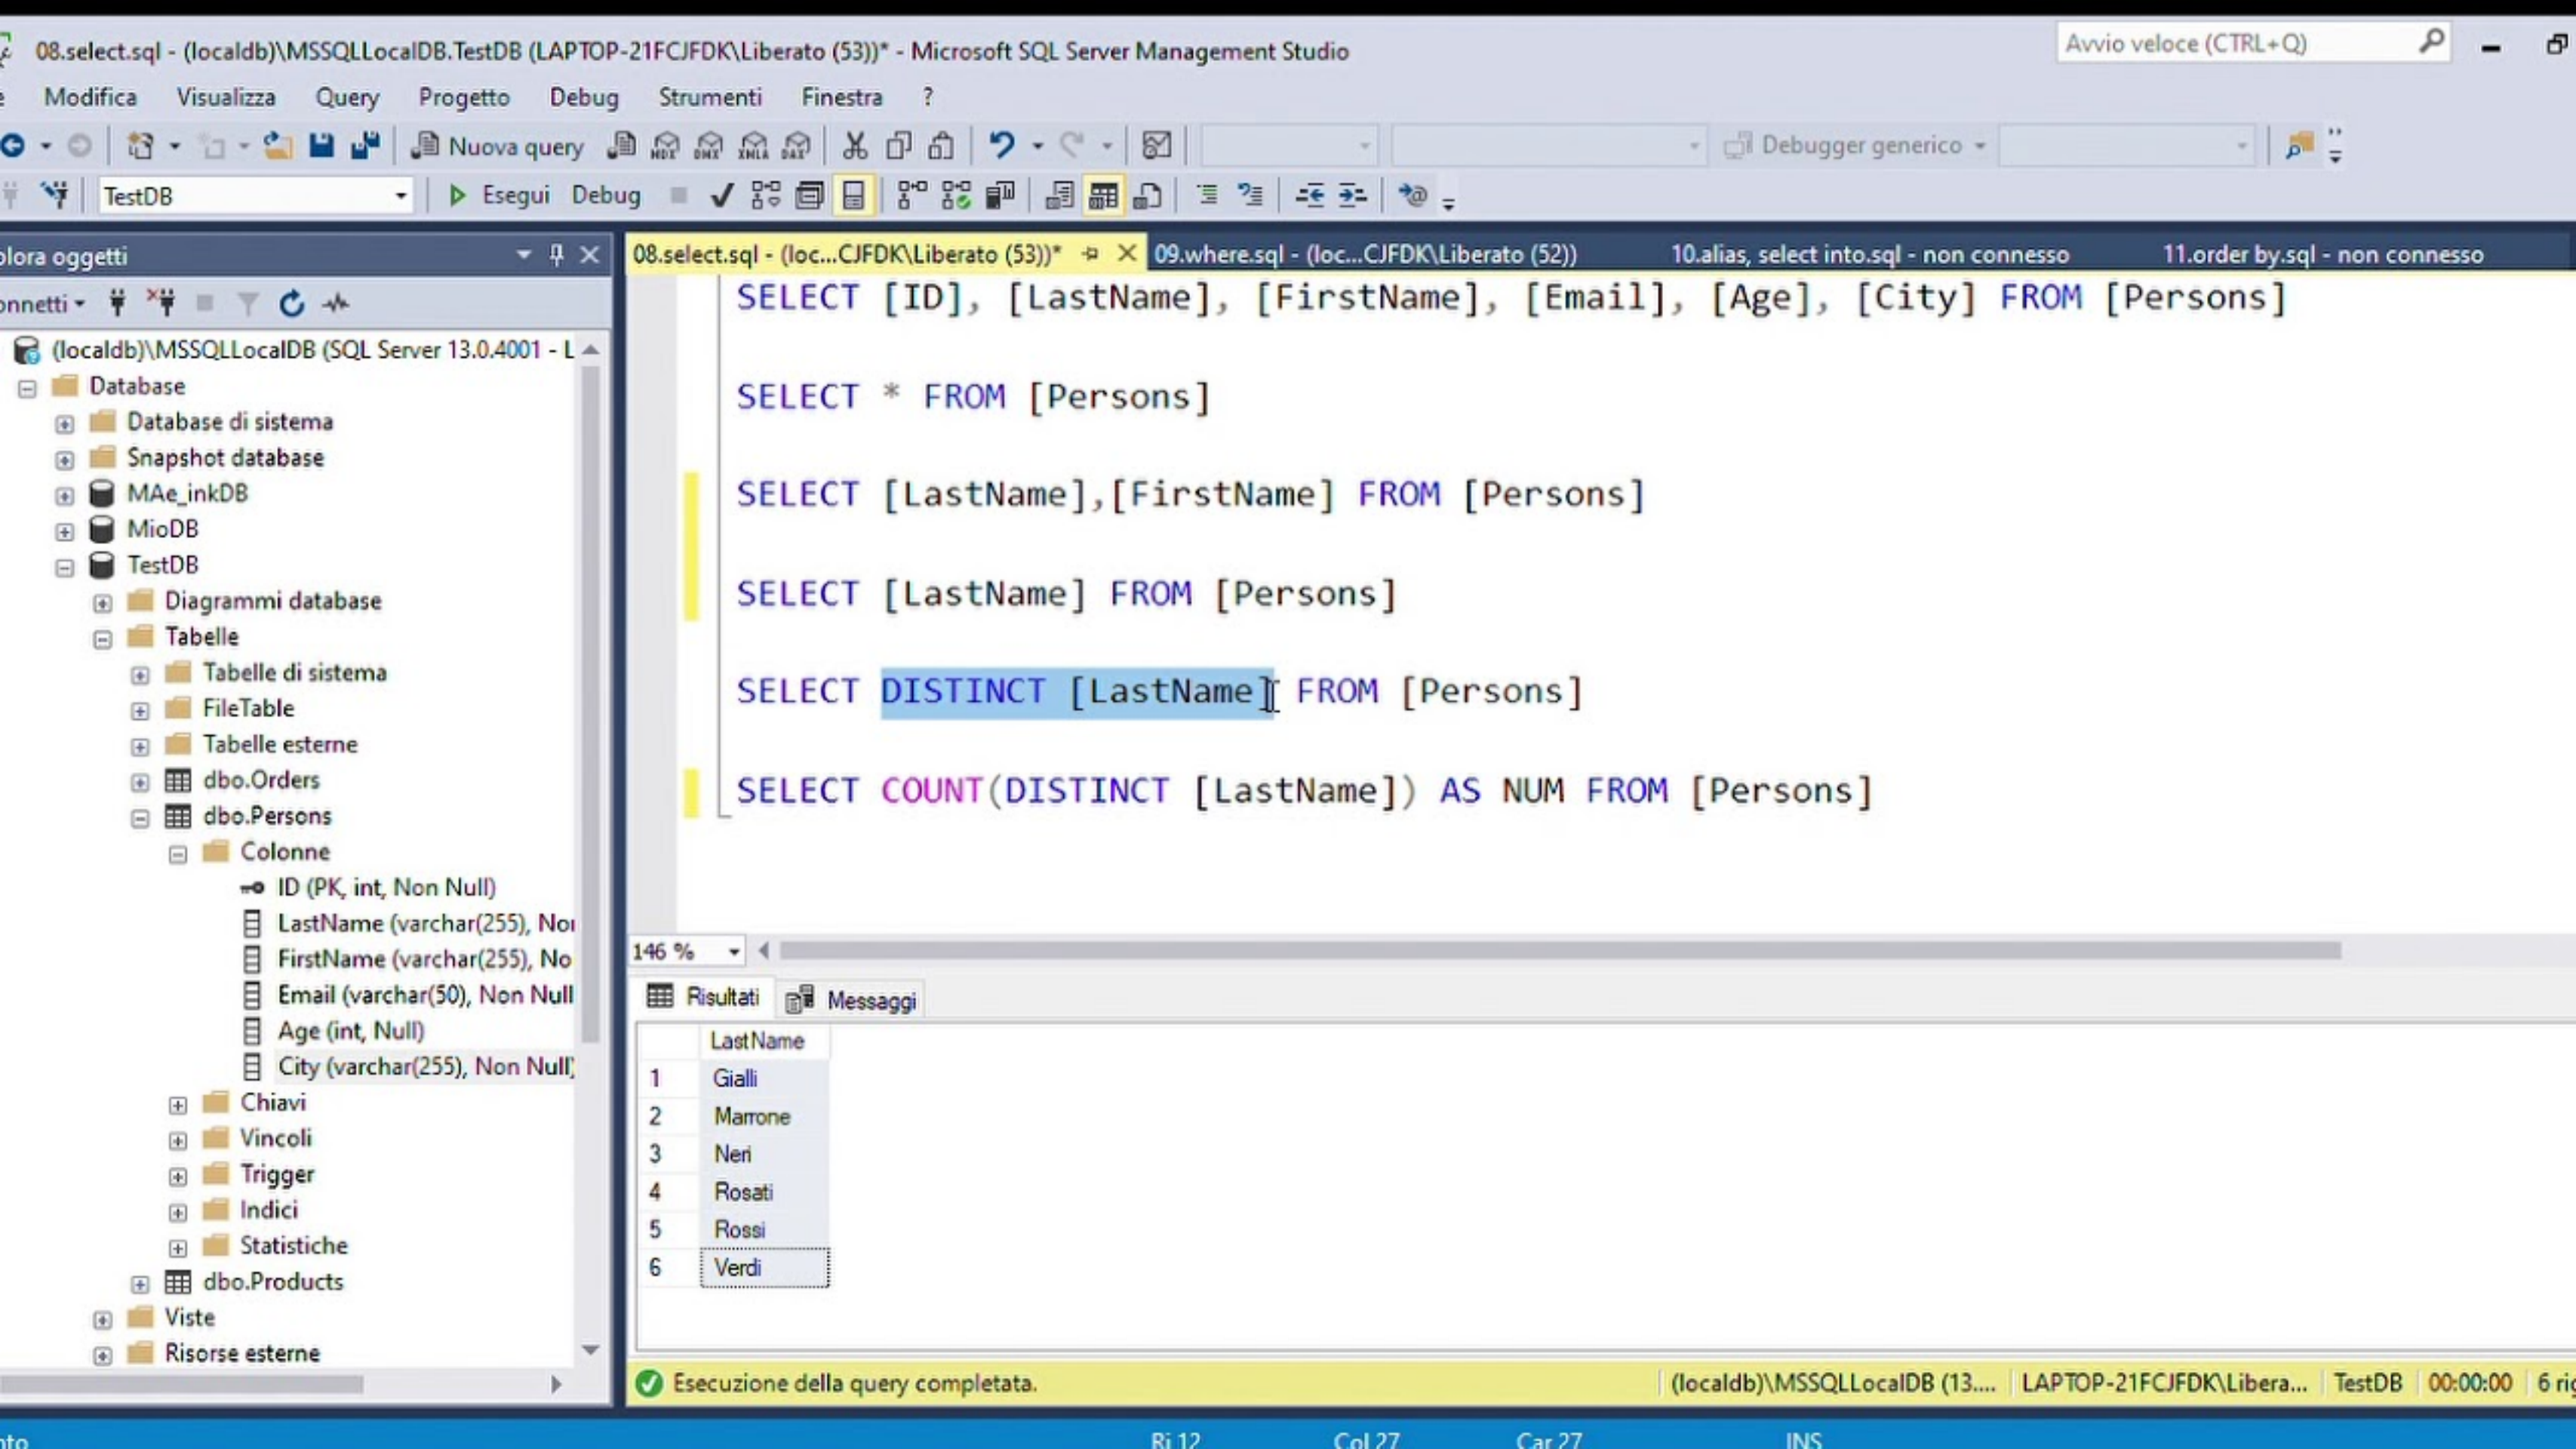 08.select.sql - (localdb)\MSSQLLocalDB.TestDB (LAPTOP-21FCJFDK\Liberato (53))* - Microsoft SQL Server Management Studio
Avvio veloce (CTRL+Q)
Modifica Visualizza Query Progetto Debug Strumenti Finestra ?
Nuova query MDX DMX XMLA DAX Debugger generico
TestDB Esegui Debug
plora oggetti
onnetti
(localdb)\MSSQLLocalDB (SQL Server 13.0.4001 - L
Database
Database di sistema
Snapshot database
MAe_inkDB
MioDB
TestDB
Diagrammi database
Tabelle
Tabelle di sistema
FileTable
Tabelle esterne
dbo.Orders
dbo.Persons
Colonne
ID (PK, int, Non Null)
LastName (varchar(255), Non
FirstName (varchar(255), No
Email (varchar(50), Non Null
Age (int, Null)
City (varchar(255), Non Null)
Chiavi
Vincoli
Trigger
Indici
Statistiche
dbo.Products
Viste
Risorse esterne
08.select.sql - (loc...CJFDK\Liberato (53))* 09.where.sql - (loc...CJFDK\Liberato (52)) 10.alias, select into.sql - non connesso 11.order by.sql - non connesso
SELECT [ID], [LastName], [FirstName], [Email], [Age], [City] FROM [Persons]
SELECT * FROM [Persons]
SELECT [LastName],[FirstName] FROM [Persons]
SELECT [LastName] FROM [Persons]
SELECT DISTINCT [LastName] FROM [Persons]
SELECT COUNT(DISTINCT [LastName]) AS NUM FROM [Persons]
146 %
Risultati Messaggi
LastName
1 Gialli
2 Marrone
3 Neri
4 Rosati
5 Rossi
6 Verdi
Esecuzione della query completata. (localdb)\MSSQLLocalDB (13.... LAPTOP-21FCJFDK\Libera... TestDB 00:00:00 6 rig
nto Ri 12 Col 27 Car 27 INS